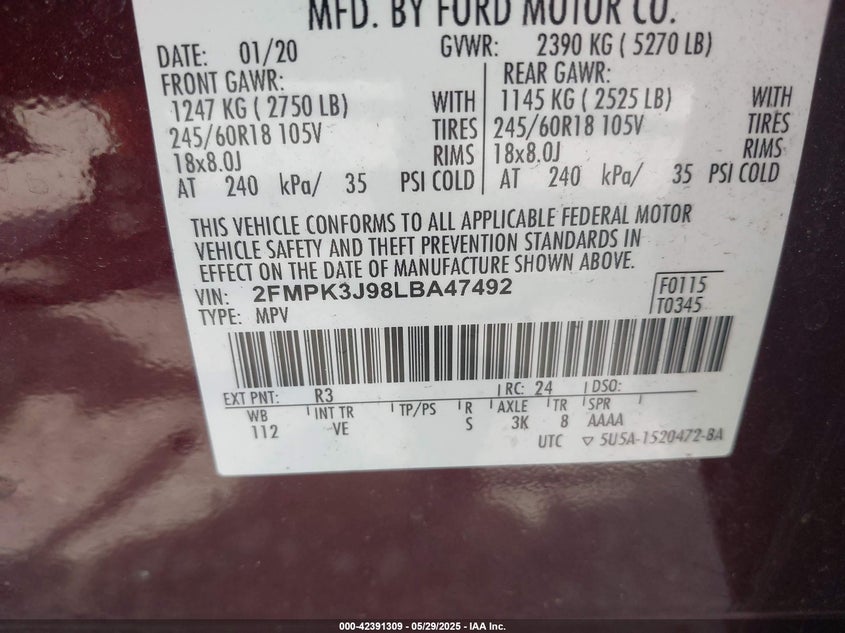 MFD. BY FORD MOTOR CO.
DATE: 01/20 GVWR: 2390 KG ( 5270 LB)
FRONT GAWR: REAR GAWR:
1247 KG ( 2750 LB) WITH 1145 KG ( 2525 LB) WITH
245/60R18 105V TIRES 245/60R18 105V TIRES
18x8.0J RIMS 18x8.0J RIMS
AT 240 kPa/ 35 PSI COLD AT 240 kPa/ 35 PSI COLD
THIS VEHICLE CONFORMS TO ALL APPLICABLE FEDERAL MOTOR
VEHICLE SAFETY AND THEFT PREVENTION STANDARDS IN
EFFECT ON THE DATE OF MANUFACTURE SHOWN ABOVE.
VIN: 2FMPK3J98LBA47492 F0115
TYPE: MPV T0345
EXT PNT: R3 RC: 24 DSO:
WB INT TR TP/PS R AXLE TR SPR
112 VE S 3K 8 AAAA
UTC ▽ 5U5A-1520472-BA
000-42391309 - 05/29/2025 - IAA Inc.